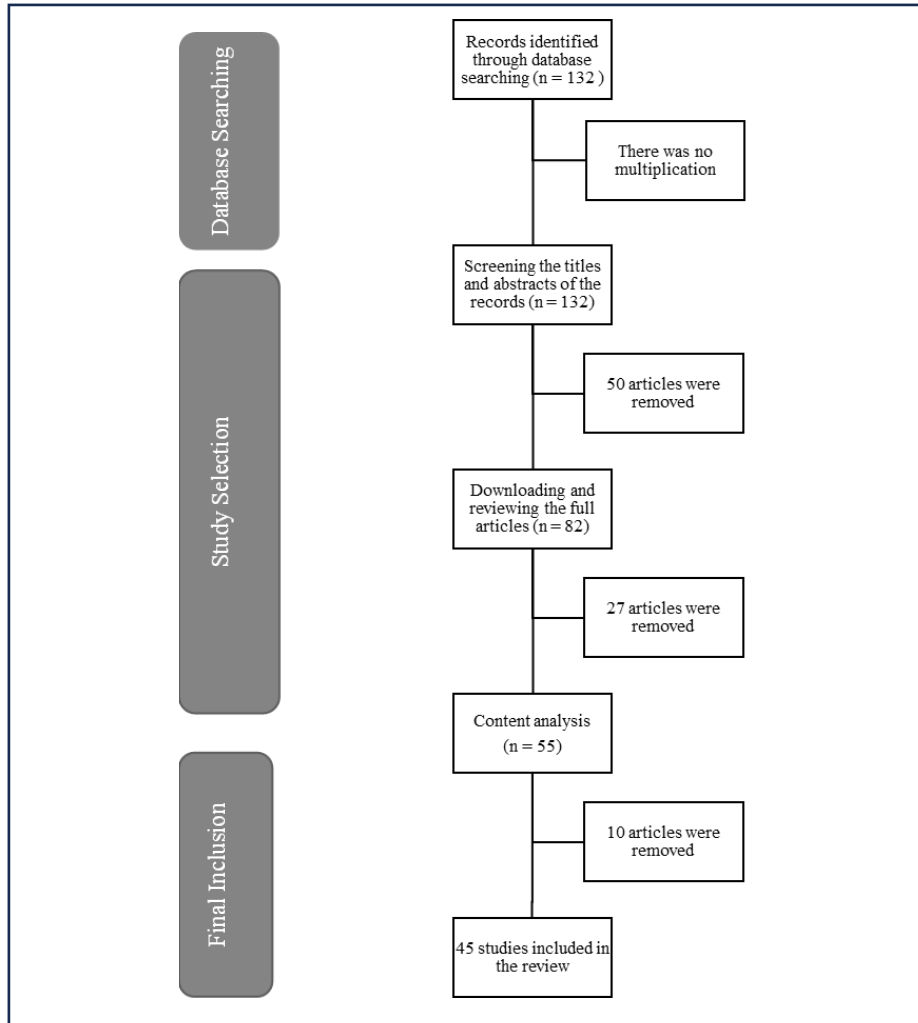 Database Searching
Records identified
through database
searching (n = 132 )
There was no
multiplication
Study Selection
Screening the titles
and abstracts of the
records (n = 132)
50 articles were
removed
Downloading and
reviewing the full
articles (n = 82)
27 articles were
removed
Content analysis
(n = 55)
Final Inclusion
10 articles were
removed
45 studies included in
the review